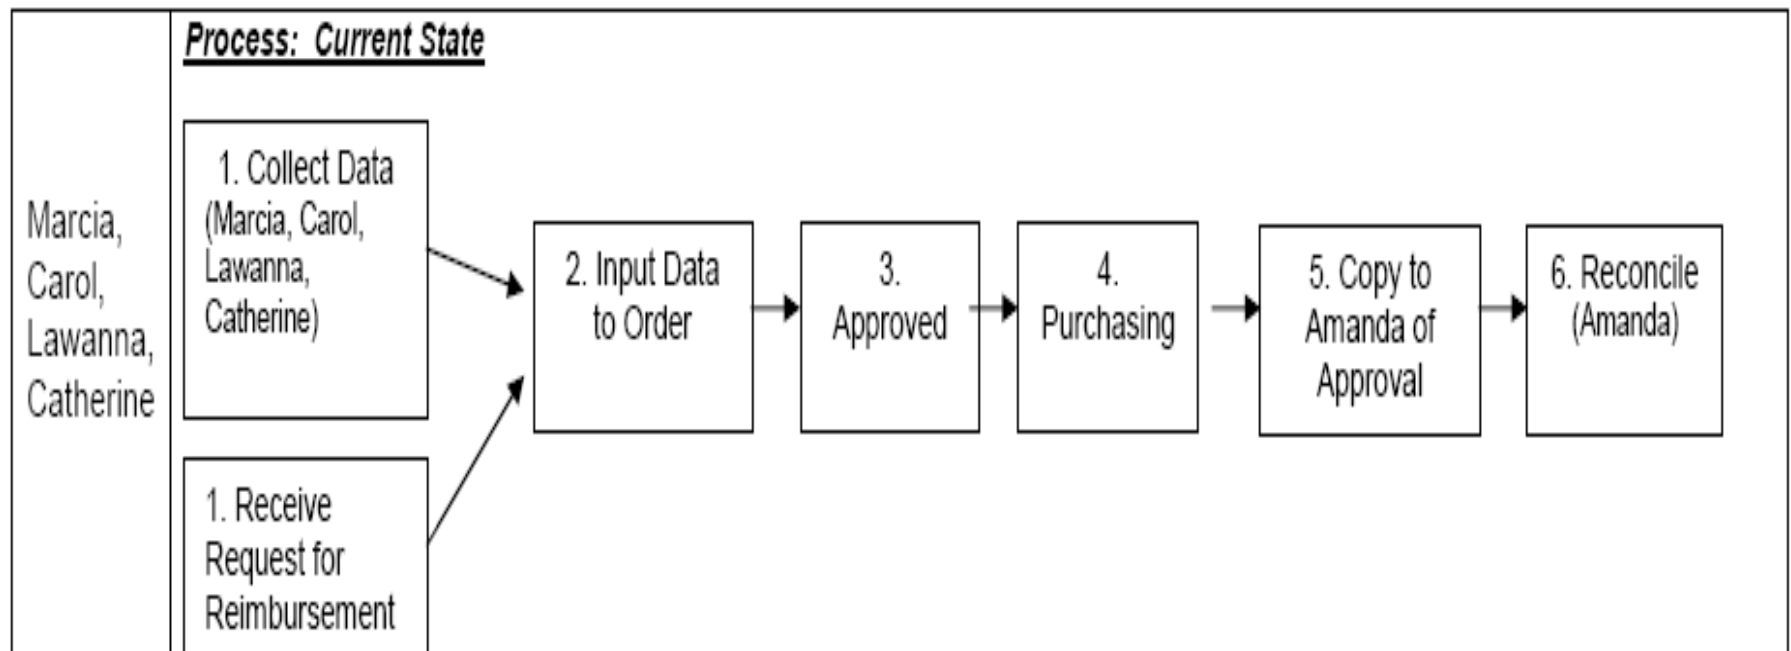 Process: Current State
Marcia,
Carol,
Lawanna,
Catherine
1. Collect Data
(Marcia, Carol,
Lawanna,
Catherine)
1. Receive
Request for
Reimbursement
2. Input Data
to Order
3.
Approved
4.
Purchasing
5. Copy to
Amanda of
Approval
6. Reconcile
(Amanda)